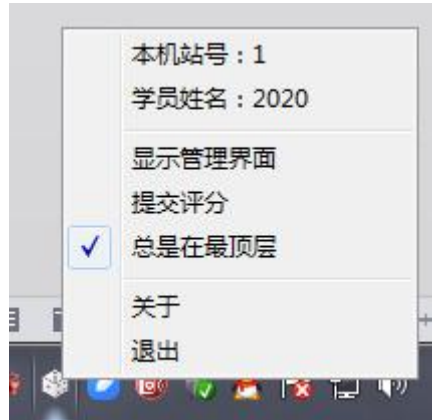 本机站号：1
学员姓名：2020
显示管理界面
提交评分
总是在最顶层
关于
退出